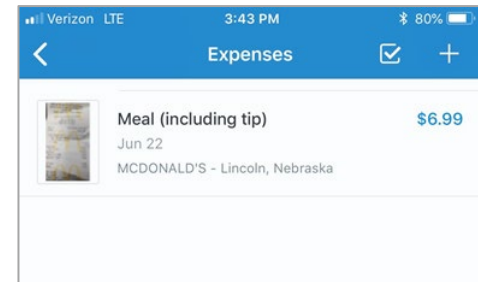 Verizon LTE 3:43 PM 80%
Expenses
Meal (including tip) $6.99
Jun 22
MCDONALD'S - Lincoln, Nebraska